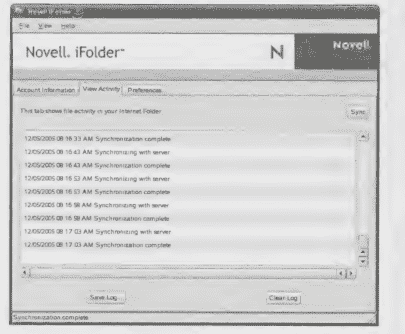 Novell iFolder
File View Help
Novell. iFolder™
N
Novell.
Account Information View Activity Preferences
This tab shows file activity in your Internet Folder
Sync
12/05/2005 08:16:33 AM Synchronization complete
12/05/2005 08:16:43 AM Synchronizing with server
12/05/2005 08:16:43 AM Synchronization complete
12/05/2005 08:16:53 AM Synchronizing with server
12/05/2005 08:16:53 AM Synchronization complete
12/05/2005 08:16:58 AM Synchronizing with server
12/05/2005 08:16:58 AM Synchronization complete
12/05/2005 08:17:03 AM Synchronizing with server
12/05/2005 08:17:03 AM Synchronization complete
Save Log
Clear Log
Synchronization complete